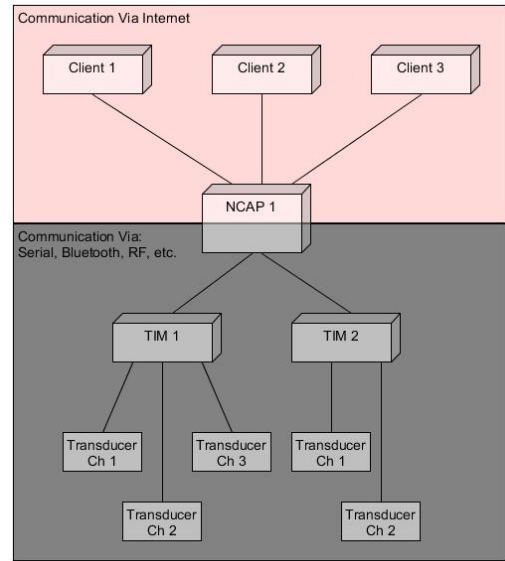 Communication Via Internet
Client 1
Client 2
Client 3
NCAP 1
Communication Via:
Serial, Bluetooth, RF, etc.
TIM 1
TIM 2
Transducer
Ch 1
Transducer
Ch 3
Transducer
Ch 1
Transducer
Ch 2
Transducer
Ch 2